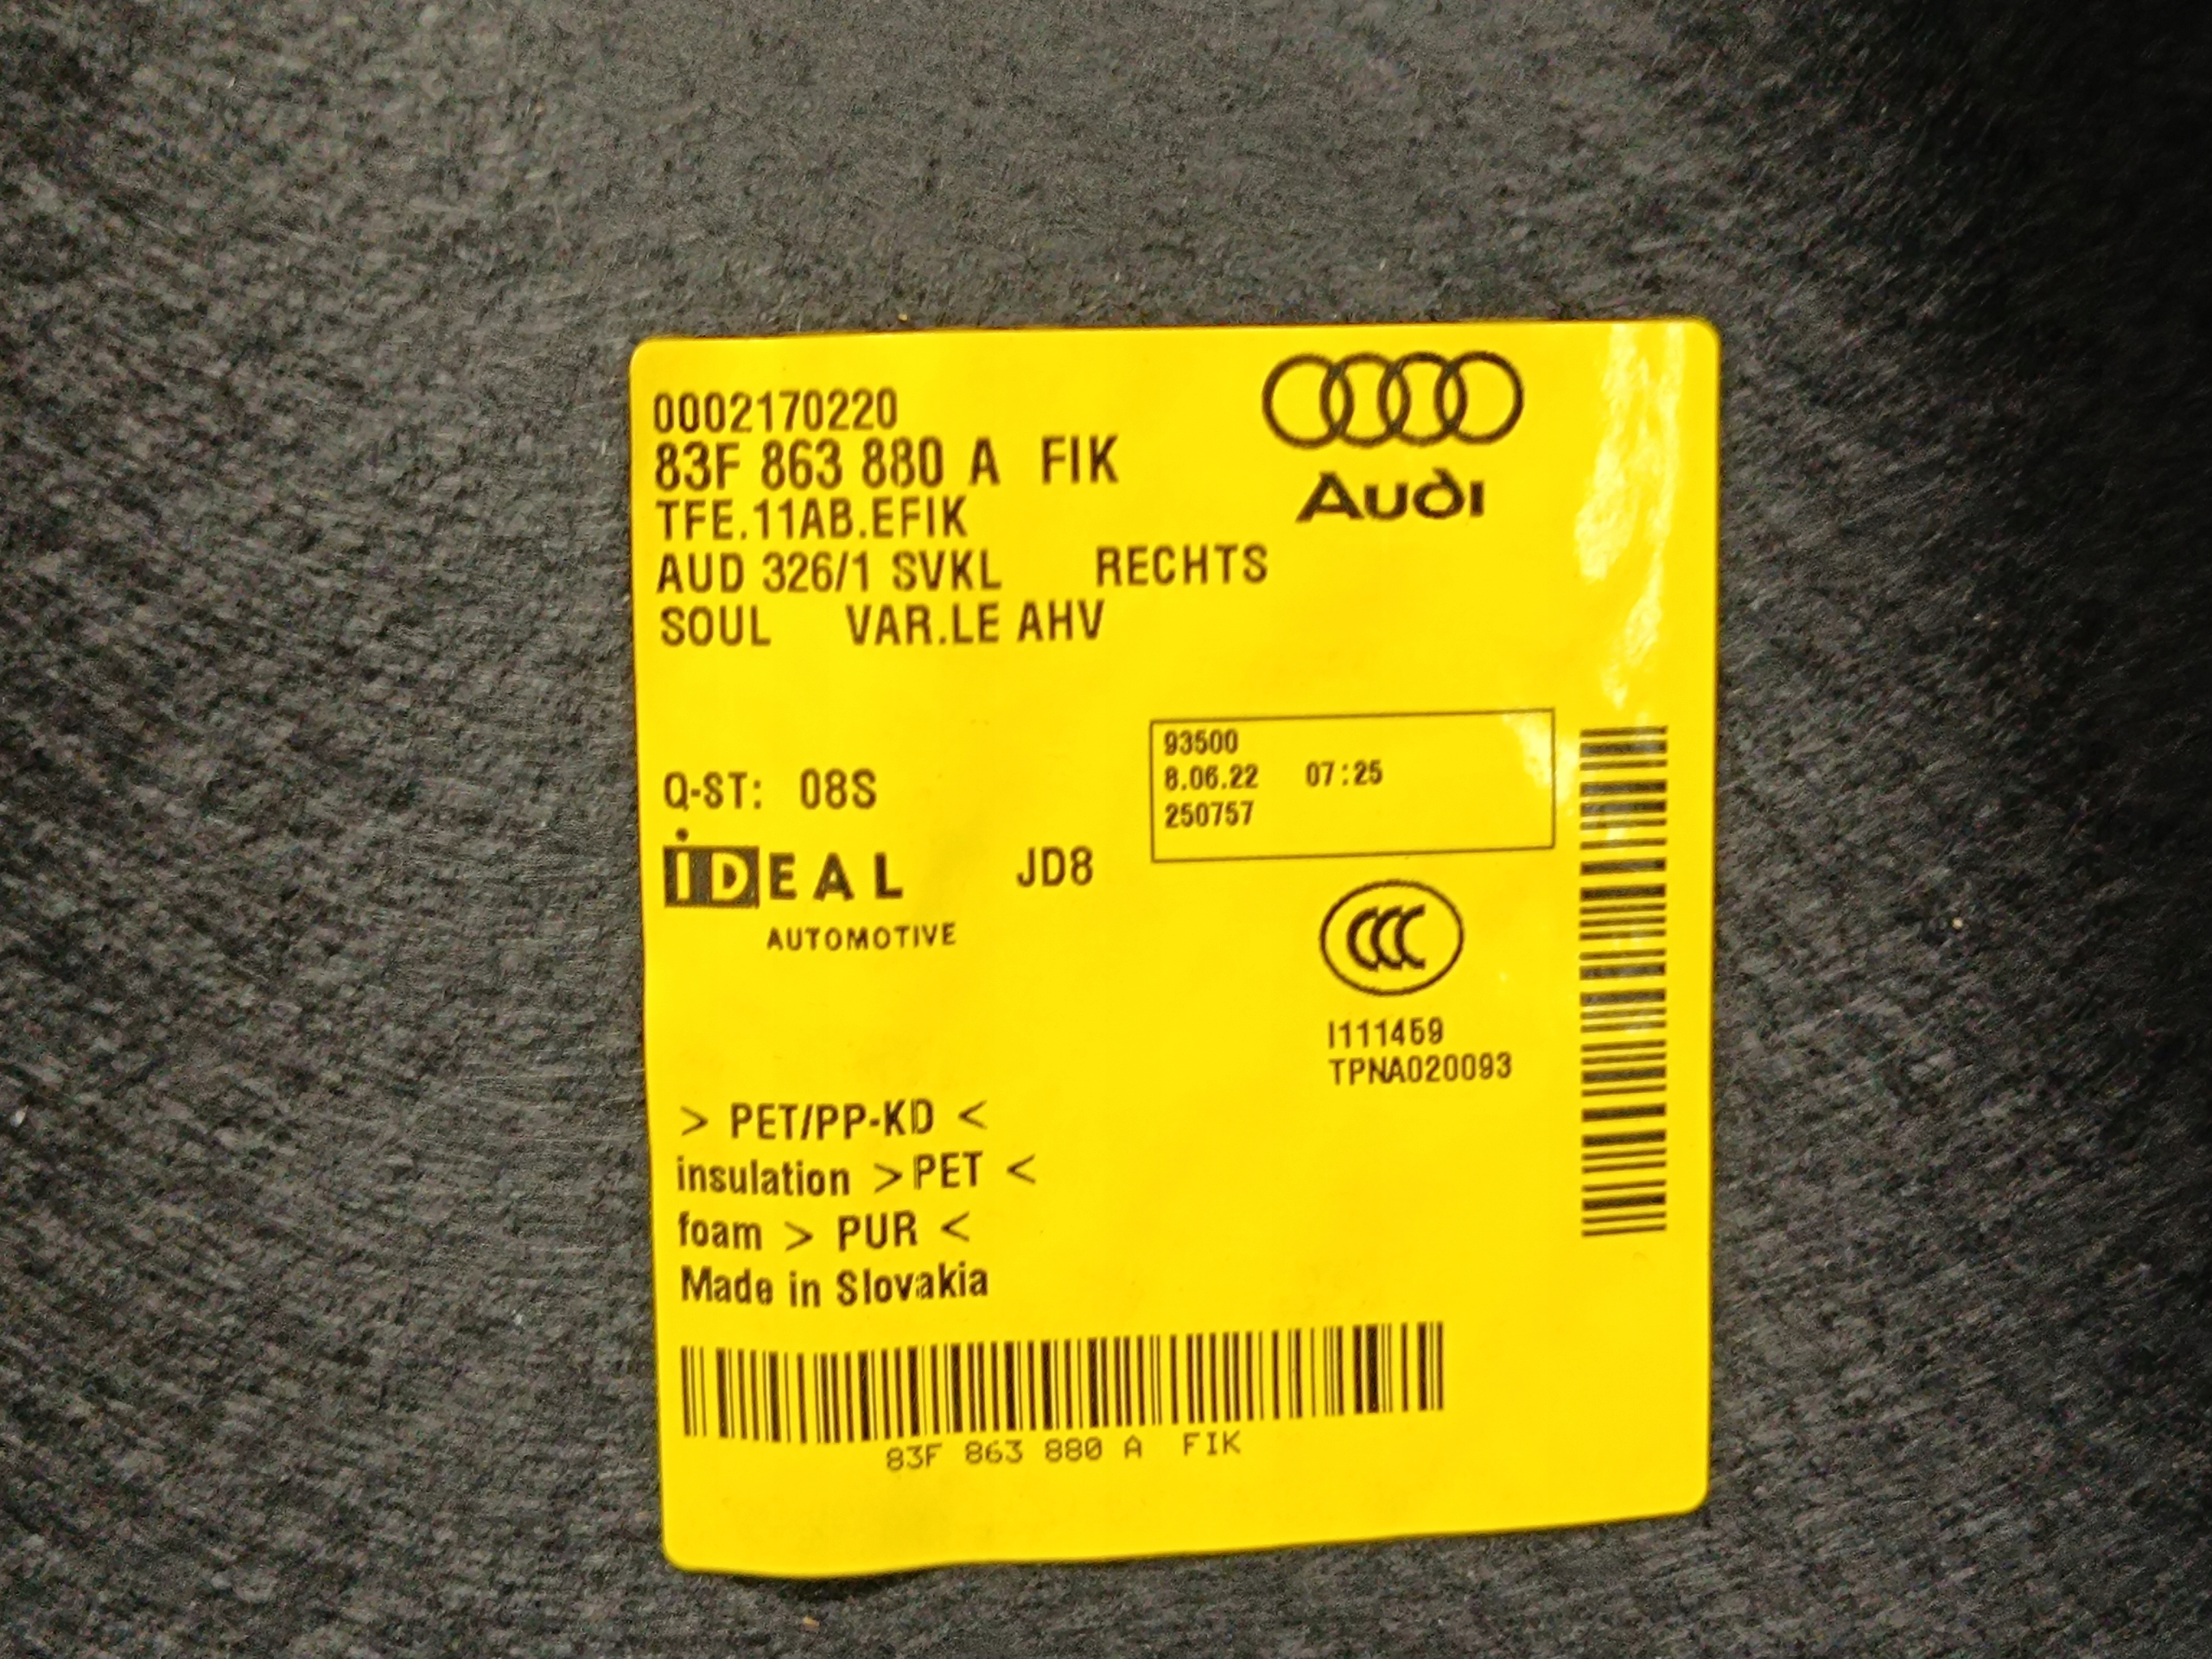 0002170220
83F 863 880 A FIK
TFE.11AB.EFIK
AUD 326/1 SVKL RECHTS
SOUL VAR.LE AHV
Audi
93500
8.06.22 07:25
250757
Q-ST: 08S
iDEAL JD8
AUTOMOTIVE
CCC
I111459
TPNA020093
> PET/PP-KD <
insulation >PET <
foam > PUR <
Made in Slovakia
83F 863 880 A FIK